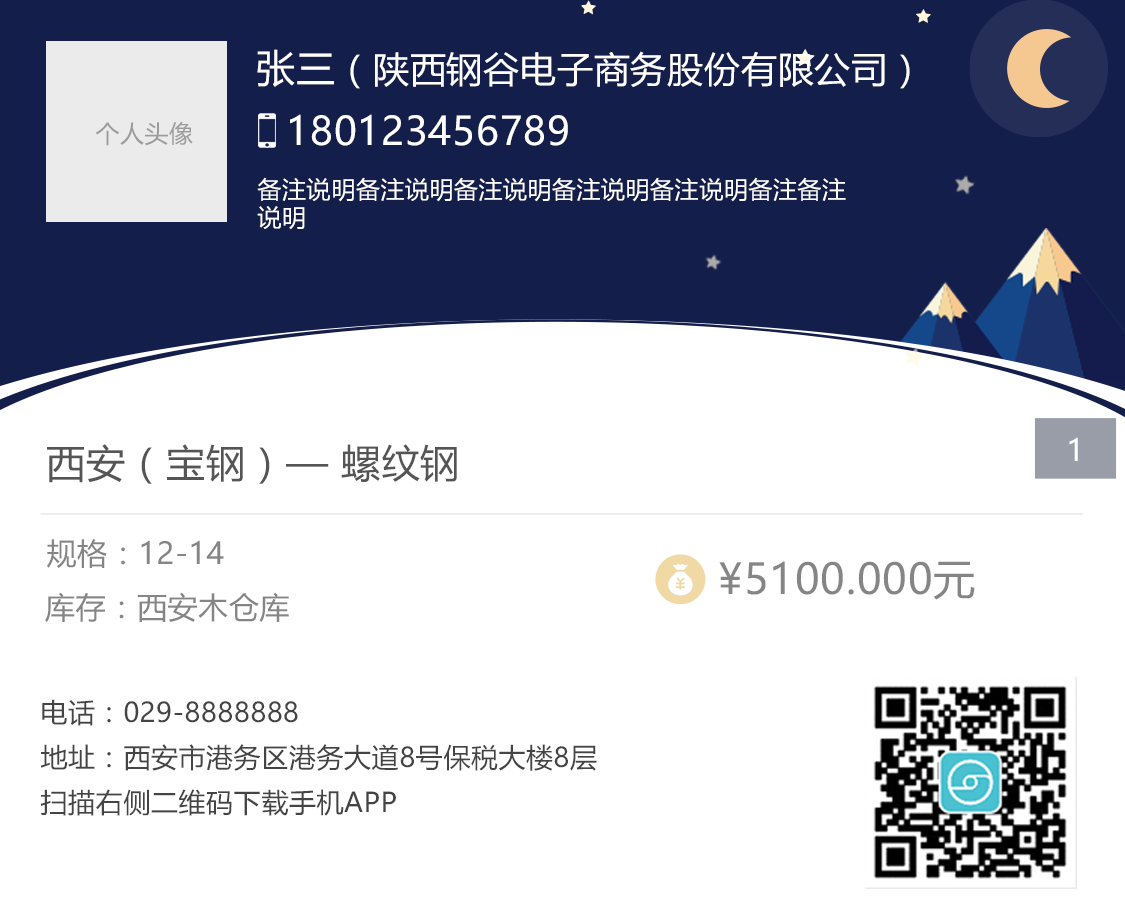 个人头像
张三（陕西钢谷电子商务股份有限公司）
180123456789
备注说明备注说明备注说明备注说明备注说明备注备注
说明
西安（宝钢）— 螺纹钢
1
规格：12-14
¥5100.000元
库存：西安木仓库
电话：029-8888888
地址：西安市港务区港务大道8号保税大楼8层
扫描右侧二维码下载手机APP